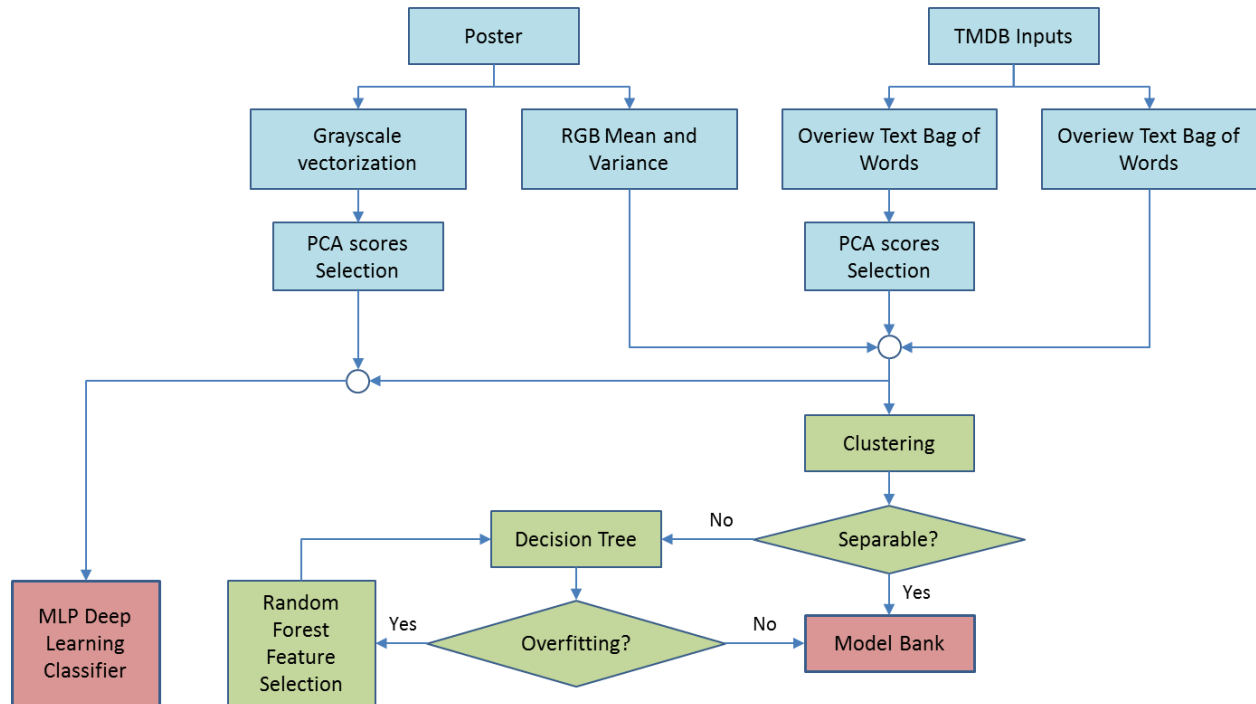 Poster
TMDB Inputs
Grayscale
vectorization
RGB Mean and
Variance
Overiew Text Bag of
Words
Overiew Text Bag of
Words
PCA scores
Selection
PCA scores
Selection
Clustering
No
Decision Tree
Separable?
Yes
MLP Deep
Learning
Classifier
Random
Forest
Feature
Selection
Yes
Overfitting?
No
Model Bank